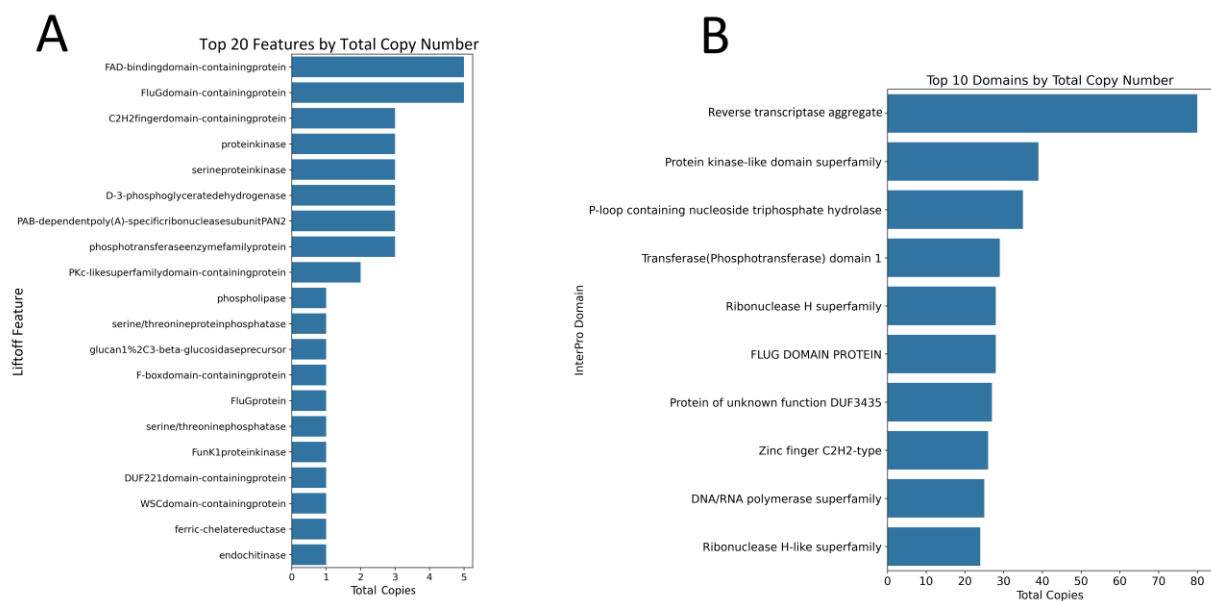 A
Top 20 Features by Total Copy Number
Liftoff Feature
FAD-bindingdomain-containingprotein
FluGdomain-containingprotein
C2H2fingerdomain-containingprotein
proteinkinase
serineproteinkinase
D-3-phosphoglyceratedehydrogenase
PAB-dependentpoly(A)-specificribonucleasesubunitPAN2
phosphotransferaseenzymefamilyprotein
PKc-likesuperfamilydomain-containingprotein
phospholipase
serine/threonineproteinphosphatase
glucan1%2C3-beta-glucosidaseprecursor
F-boxdomain-containingprotein
FluGprotein
serine/threoninephosphatase
FunK1proteinkinase
DUF221domain-containingprotein
WSCdomain-containingprotein
ferric-chelatereductase
endochitinase
0 1 2 3 4 5
Total Copies
B
Top 10 Domains by Total Copy Number
InterPro Domain
Reverse transcriptase aggregate
Protein kinase-like domain superfamily
P-loop containing nucleoside triphosphate hydrolase
Transferase(Phosphotransferase) domain 1
Ribonuclease H superfamily
FLUG DOMAIN PROTEIN
Protein of unknown function DUF3435
Zinc finger C2H2-type
DNA/RNA polymerase superfamily
Ribonuclease H-like superfamily
0 10 20 30 40 50 60 70 80
Total Copies